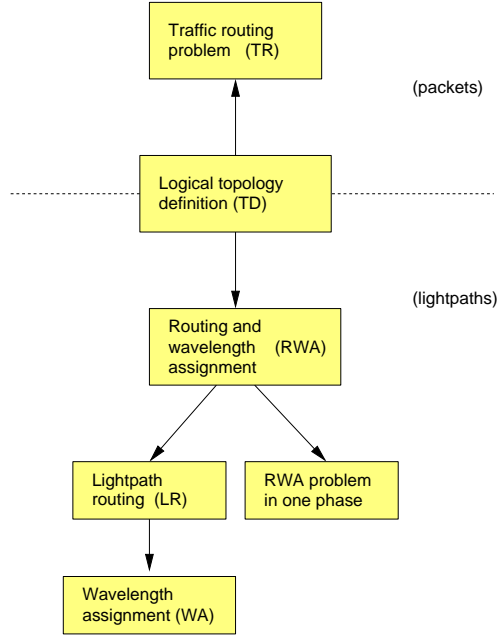 Traffic routing
problem (TR)
(packets)
Logical topology
definition (TD)
(lightpaths)
Routing and
wavelength (RWA)
assignment
Lightpath
routing (LR)
RWA problem
in one phase
Wavelength
assignment (WA)